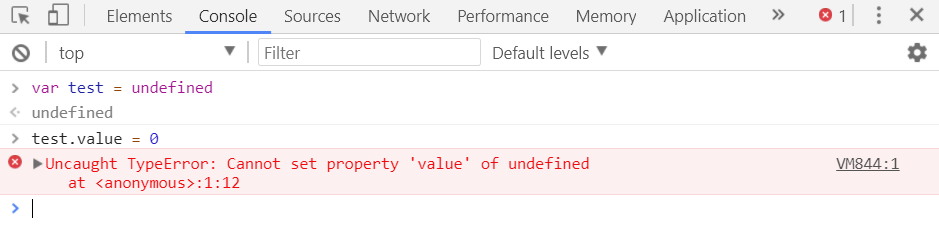 Elements Console Sources Network Performance Memory Application » 1
top Filter Default levels
> var test = undefined
undefined
> test.value = 0
Uncaught TypeError: Cannot set property 'value' of undefined VM844:1
at <anonymous>:1:12
>